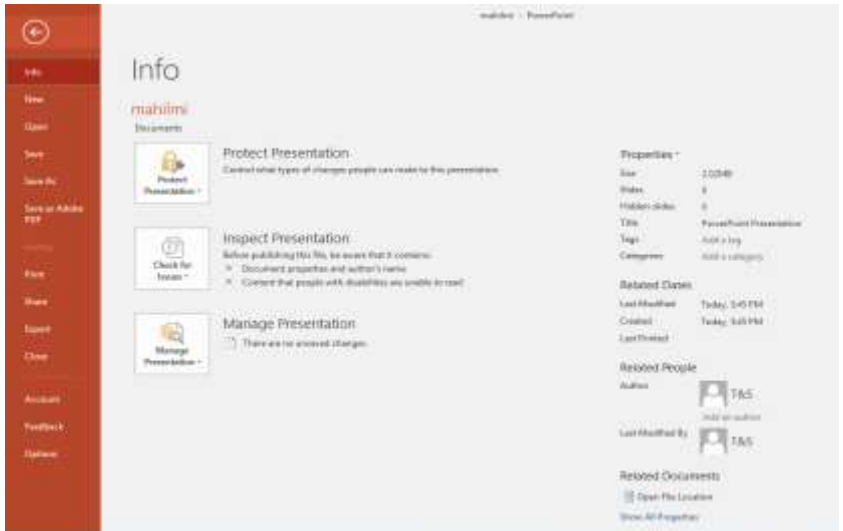 PowerPoint
Info
New
Open
Save
Save As
Save as Adobe
PDF
Print
Share
Export
Close
Account
Feedback
Options
Info
mahilmi
Documents
Protect
Presentation
Protect Presentation
Control what types of changes people can make to this presentation.
Check for
Issues
Inspect Presentation
Before publishing this file, be aware that it contains:
Document properties and author's name
Content that people with disabilities are unable to read
Manage
Presentation
Manage Presentation
There are no unsaved changes.
Properties
Size
Slides
Hidden slides
Title PowerPoint Presentation
Tags Add a tag
Categories Add a category
Related Dates
Last Modified Today, 5:45 PM
Created Today, 5:45 PM
Last Printed
Related People
Author T&S
Add an author
Last Modified By T&S
Related Documents
Open File Location
Show All Properties